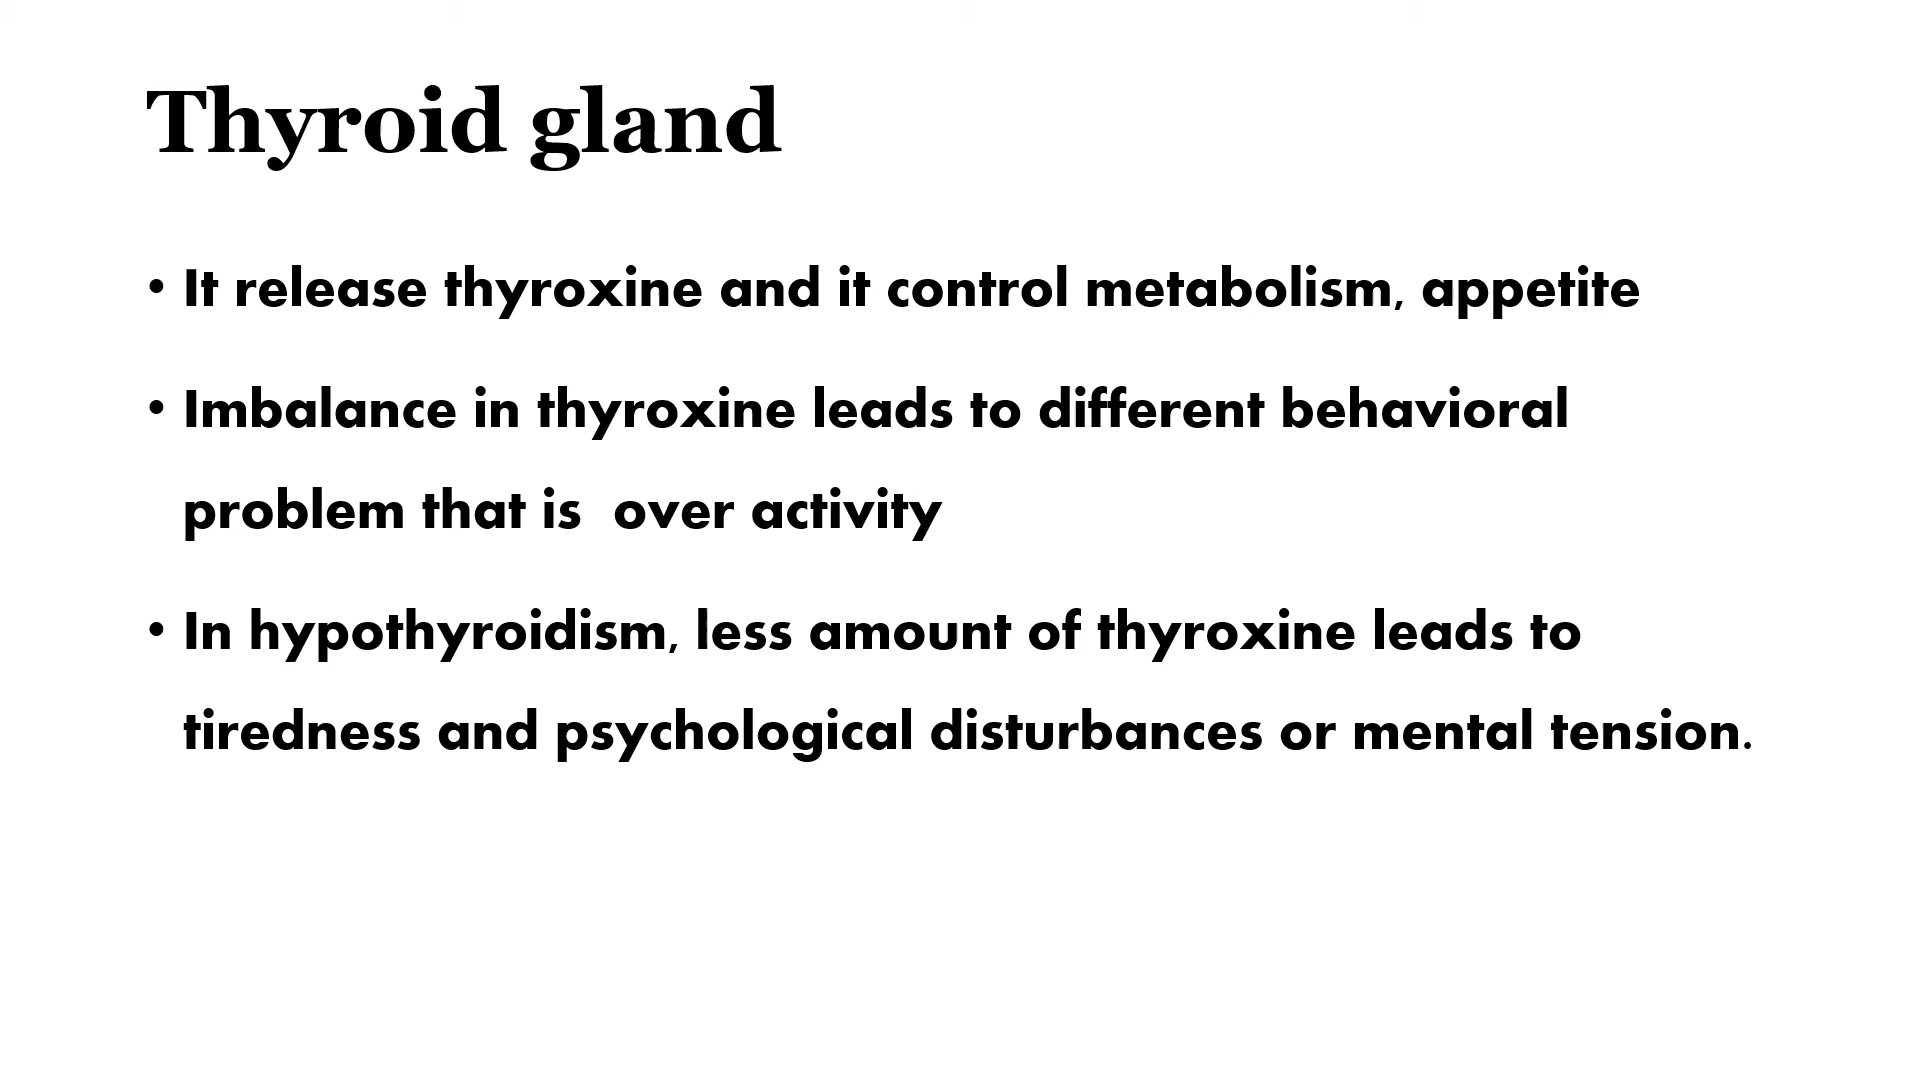 Thyroid gland
• It release thyroxine and it control metabolism, appetite
• Imbalance in thyroxine leads to different behavioral
problem that is  over activity
• In hypothyroidism, less amount of thyroxine leads to
tiredness and psychological disturbances or mental tension.